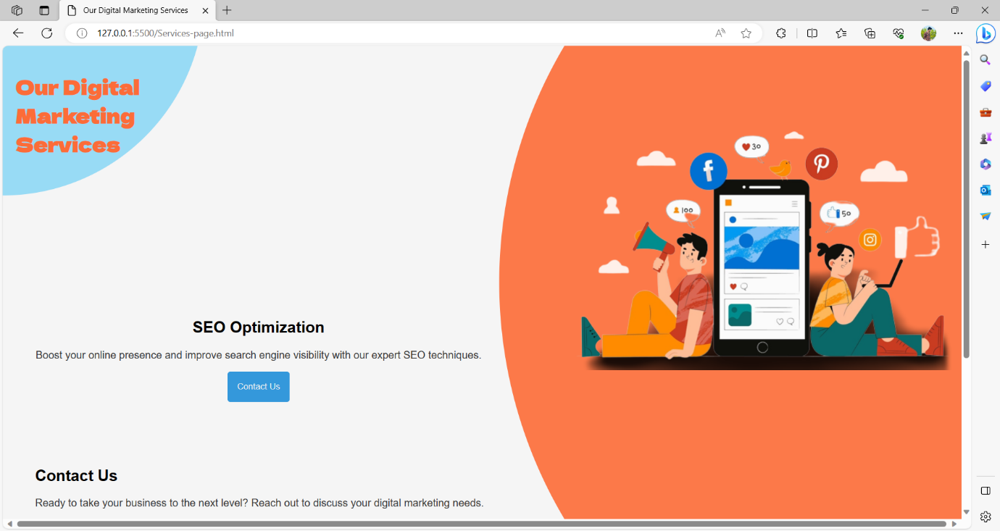 Our Digital Marketing Services
127.0.0.1:5500/Services-page.html
Our Digital
Marketing
Services
30
f
100
50
SEO Optimization
Boost your online presence and improve search engine visibility with our expert SEO techniques.
Contact Us
Contact Us
Ready to take your business to the next level? Reach out to discuss your digital marketing needs.